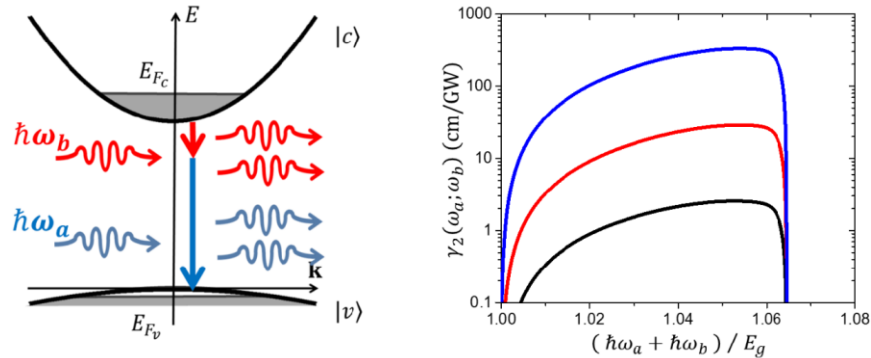 E
|c⟩
E_{F_c}
ħω_b
ħω_a
k
E_{F_v}
|v⟩
γ₂(ω_a; ω_b) (cm/GW)
1000
100
10
1
0.1
1.00 1.02 1.04 1.06 1.08
(ħω_a + ħω_b) / E_g